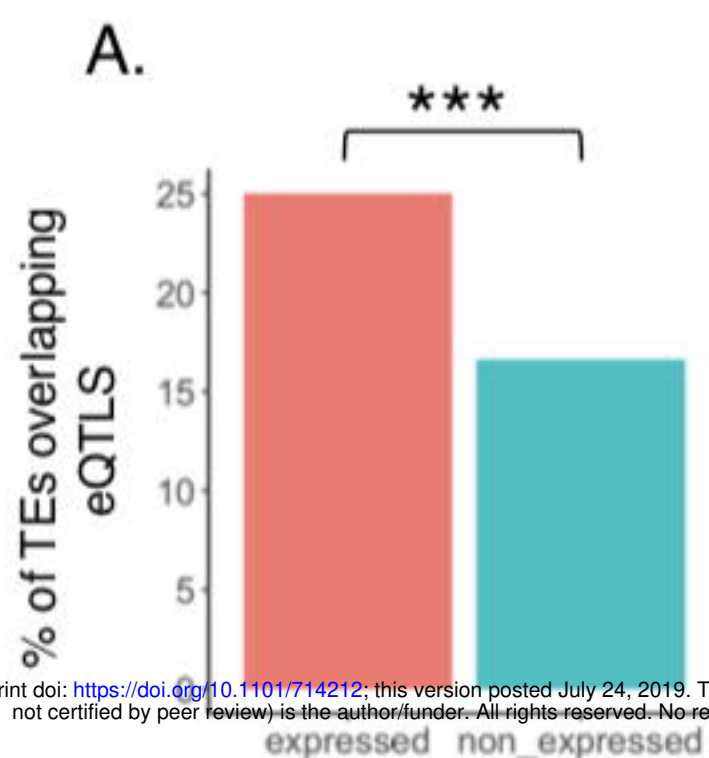 A.
***
% of TEs overlapping
eQTLS
25
20
15
10
5
0
rint doi: https://doi.org/10.1101/714212; this version posted July 24, 2019. T
not certified by peer review) is the author/funder. All rights reserved. No re
expressed non_expressed